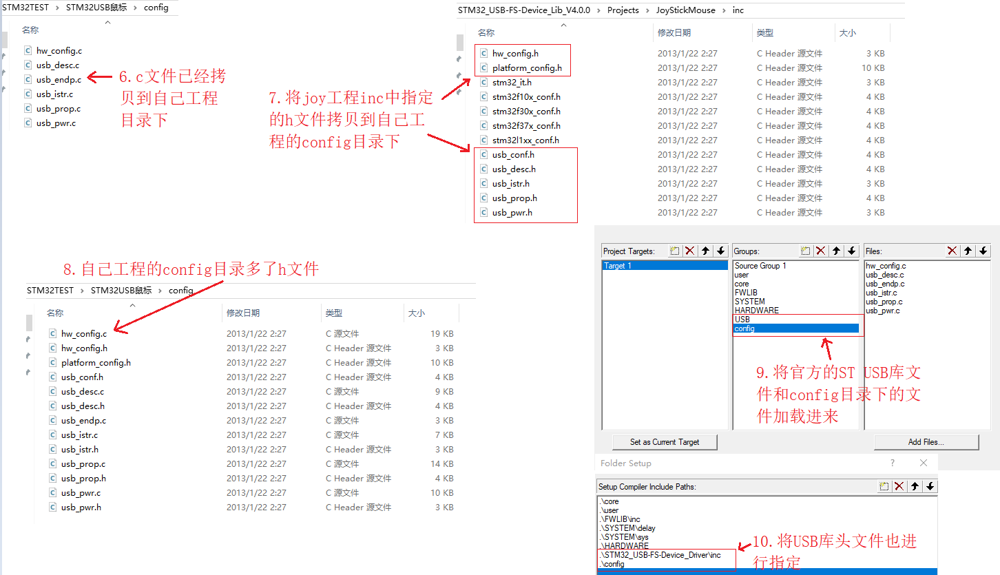 STM32TEST > STM32USB鼠标 > config
名称
hw_config.c
usb_desc.c
usb_endp.c
usb_istr.c
usb_prop.c
usb_pwr.c
6.c文件已经拷
贝到自己工程
目录下
STM32_USB-FS-Device_Lib_V4.0.0 > Projects > JoyStickMouse > inc
名称 修改日期 类型 大小
hw_config.h 2013/1/22 2:27 C Header 源文件 3 KB
platform_config.h 2013/1/22 2:27 C Header 源文件 10 KB
stm32_it.h 2013/1/22 2:27 C Header 源文件 3 KB
stm32f10x_conf.h 2013/1/22 2:27 C Header 源文件 4 KB
stm32f30x_conf.h 2013/1/22 2:27 C Header 源文件 4 KB
stm32f37x_conf.h 2013/1/22 2:27 C Header 源文件 4 KB
stm32l1xx_conf.h 2013/1/22 2:27 C Header 源文件 4 KB
usb_conf.h 2013/1/22 2:27 C Header 源文件 4 KB
usb_desc.h 2013/1/22 2:27 C Header 源文件 4 KB
usb_istr.h 2013/1/22 2:27 C Header 源文件 3 KB
usb_prop.h 2013/1/22 2:27 C Header 源文件 4 KB
usb_pwr.h 2013/1/22 2:27 C Header 源文件 3 KB
7.将joy工程inc中指定
的h文件拷贝到自己工
程的config目录下
8.自己工程的config目录多了h文件
STM32TEST > STM32USB鼠标 > config
名称 修改日期 类型 大小
hw_config.c 2013/1/22 2:27 C 源文件 19 KB
hw_config.h 2013/1/22 2:27 C Header 源文件 3 KB
platform_config.h 2013/1/22 2:27 C Header 源文件 10 KB
usb_conf.h 2013/1/22 2:27 C Header 源文件 4 KB
usb_desc.c 2013/1/22 2:27 C 源文件 9 KB
usb_desc.h 2013/1/22 2:27 C Header 源文件 4 KB
usb_endp.c 2013/1/22 2:27 C 源文件 3 KB
usb_istr.c 2013/1/22 2:27 C 源文件 7 KB
usb_istr.h 2013/1/22 2:27 C Header 源文件 3 KB
usb_prop.c 2013/1/22 2:27 C 源文件 14 KB
usb_prop.h 2013/1/22 2:27 C Header 源文件 4 KB
usb_pwr.c 2013/1/22 2:27 C 源文件 10 KB
usb_pwr.h 2013/1/22 2:27 C Header 源文件 3 KB
Project Targets:
Target 1
Set as Current Target
Groups:
Source Group 1
user
core
FWLIB
SYSTEM
HARDWARE
USB
config
Files:
hw_config.c
usb_desc.c
usb_endp.c
usb_istr.c
usb_prop.c
usb_pwr.c
Add Files...
9.将官方的ST USB库文
件和config目录下的文
件加载进来
Folder Setup ?
Setup Compiler Include Paths:
.\core
.\user
.\FWLIB\inc
.\SYSTEM\delay
.\SYSTEM\sys
.\HARDWARE
.\STM32_USB-FS-Device_Driver\inc
.\config
10.将USB库头文件也进
行指定